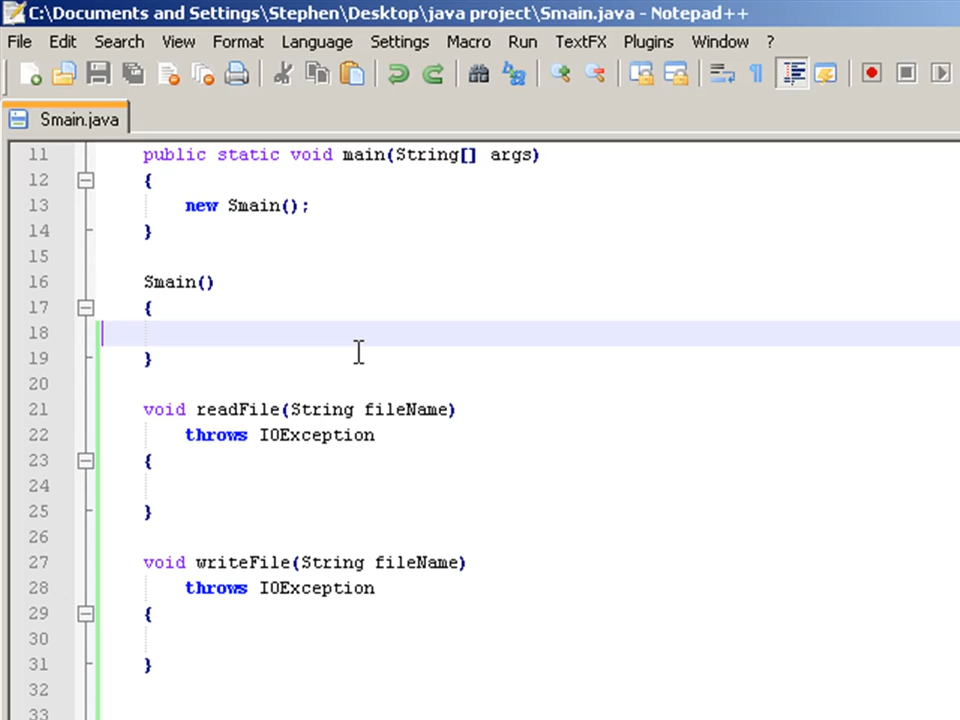 C:\Documents and Settings\Stephen\Desktop\java project\Smain.java - Notepad++
File Edit Search View Format Language Settings Macro Run TextFX Plugins Window ?
Smain.java
11 public static void main(String[] args)
12 {
13 new Smain();
14 }
15
16 Smain()
17 {
18
19 }
20
21 void readFile(String fileName)
22 throws IOException
23 {
24
25 }
26
27 void writeFile(String fileName)
28 throws IOException
29 {
30
31 }
32
33